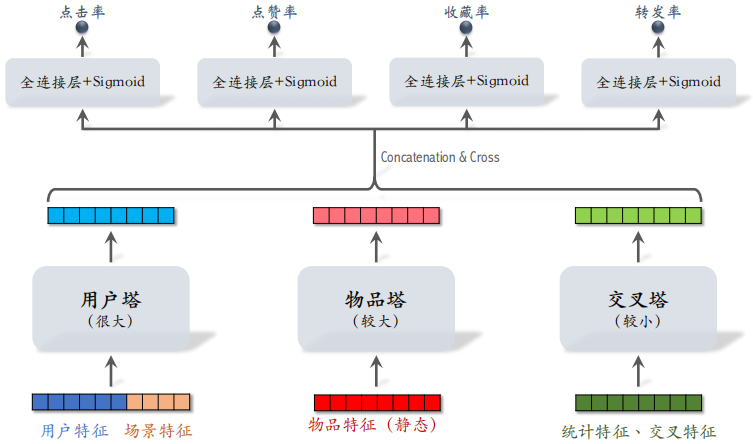 点击率 点赞率 收藏率 转发率
全连接层+Sigmoid 全连接层+Sigmoid 全连接层+Sigmoid 全连接层+Sigmoid
Concatenation & Cross
用户塔 物品塔 交叉塔
（很大） （较大） （较小）
用户特征 场景特征 物品特征（静态） 统计特征、交叉特征